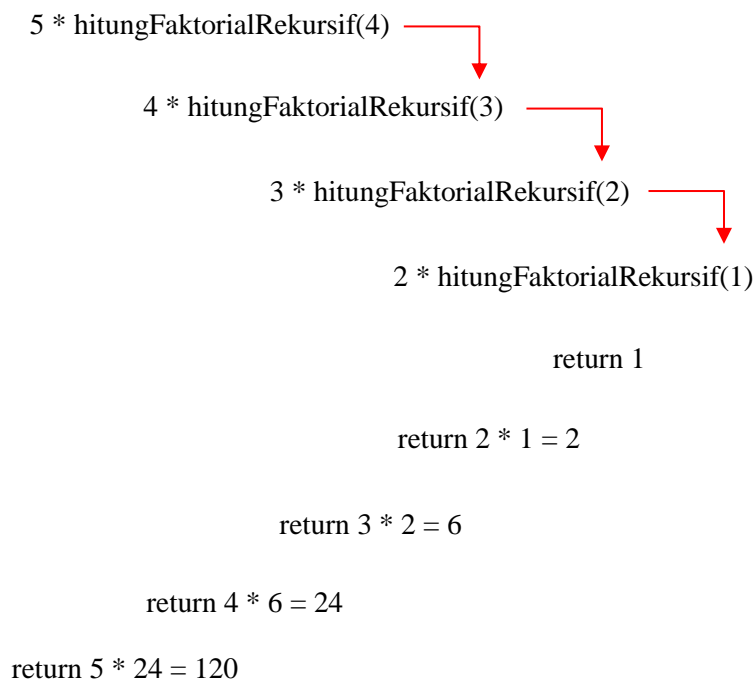 5 * hitungFaktorialRekursif(4)
4 * hitungFaktorialRekursif(3)
3 * hitungFaktorialRekursif(2)
2 * hitungFaktorialRekursif(1)
return 1
return 2 * 1 = 2
return 3 * 2 = 6
return 4 * 6 = 24
return 5 * 24 = 120